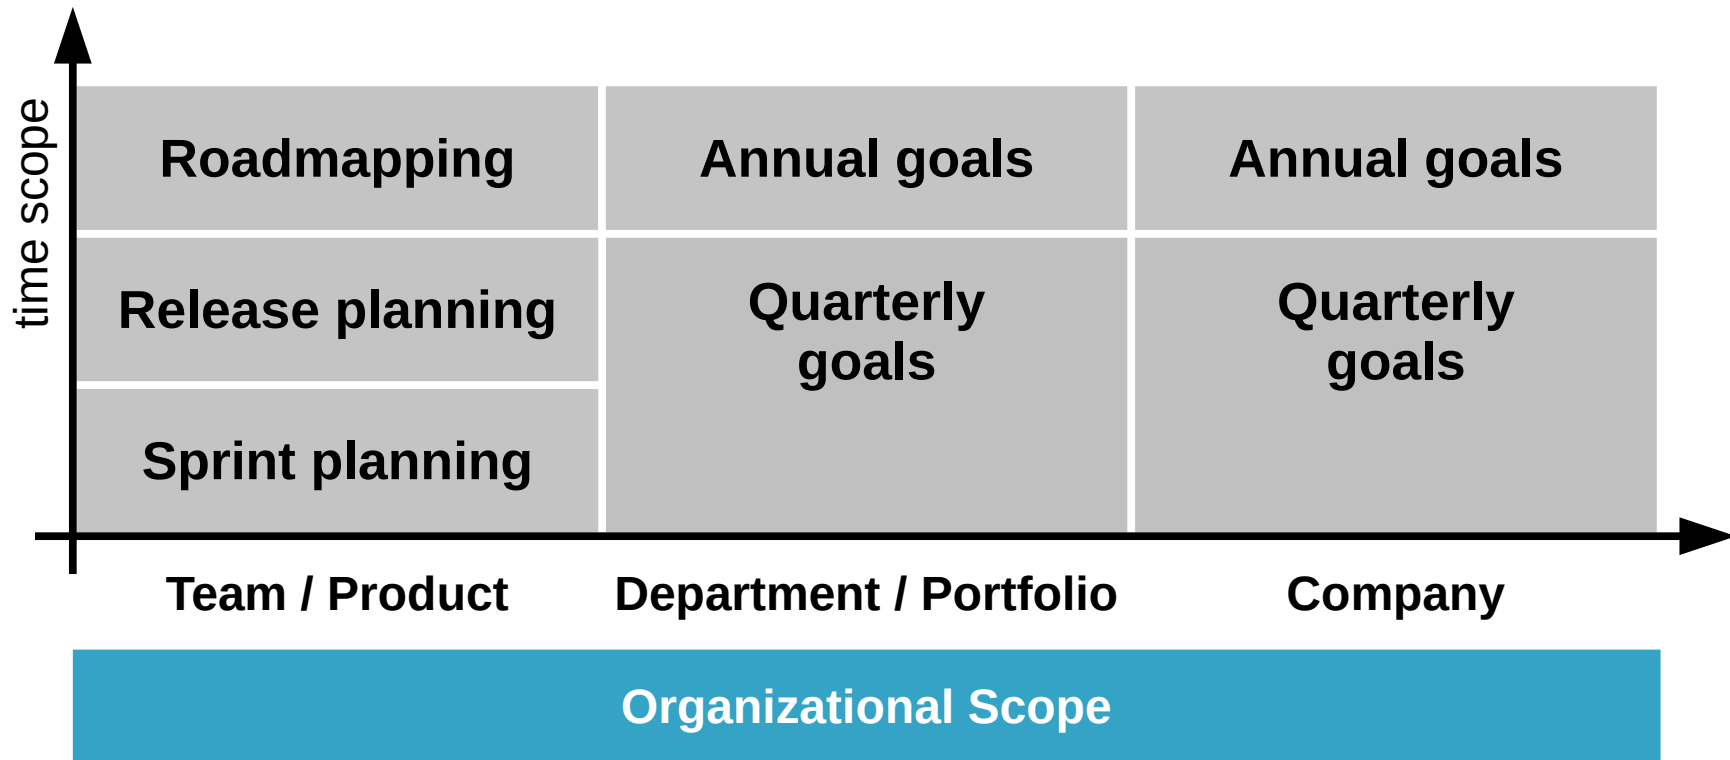 time scope
Roadmapping
Annual goals
Annual goals
Release planning
Quarterly
goals
Quarterly
goals
Sprint planning
Team / Product
Department / Portfolio
Company
Organizational Scope